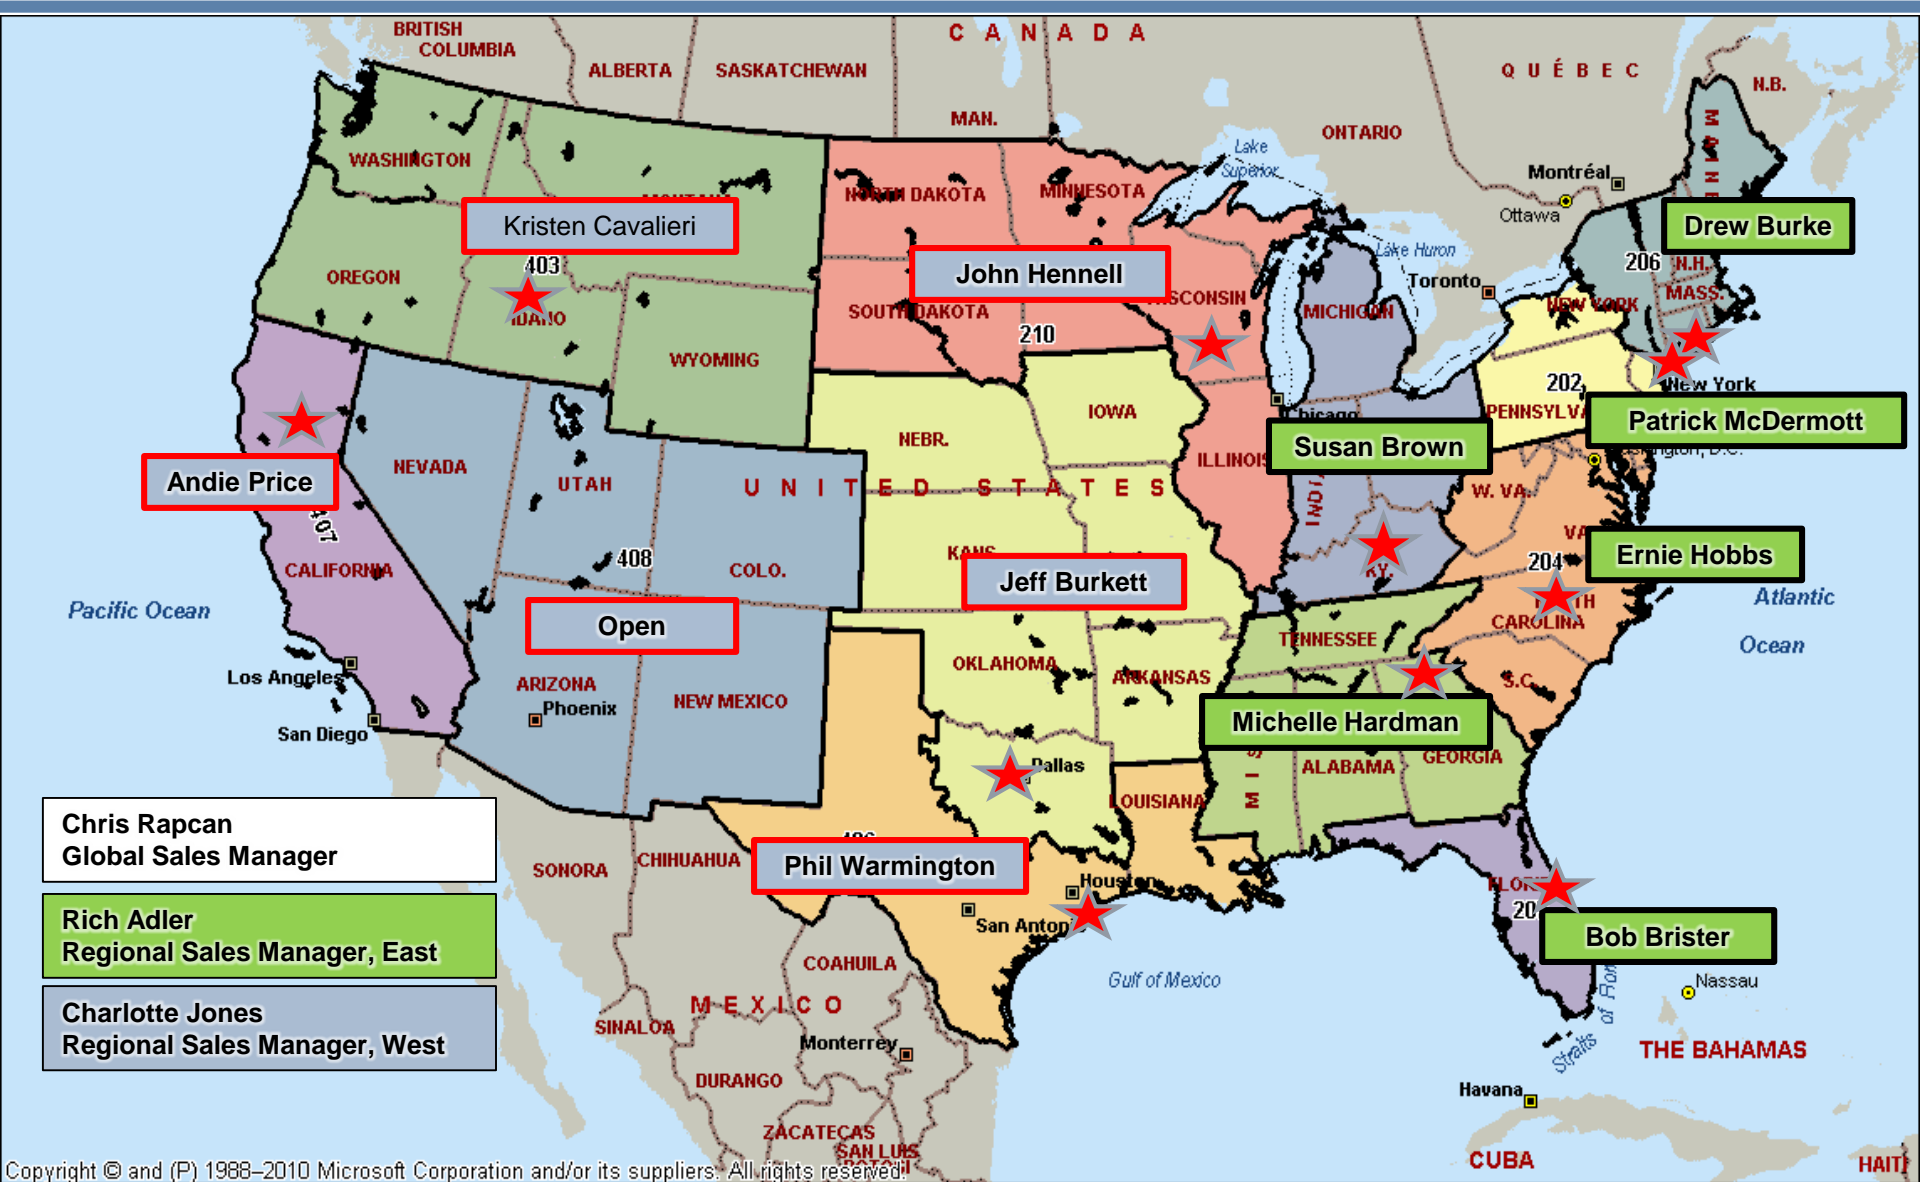 CANADA
BRITISH
COLUMBIA
ALBERTA
SASKATCHEWAN
MAN.
ONTARIO
QUÉBEC
N.B.
MAINE
Montréal
Ottawa
Lake
Superior
Lake Huron
Toronto
WASHINGTON
OREGON
IDAHO
WYOMING
NORTH DAKOTA
MINNESOTA
SOUTH DAKOTA
MICHIGAN
NEW YORK
N.H.
MASS.
Kristen Cavalieri
403
John Hennell
210
Drew Burke
206
202
New York
Patrick McDermott
Susan Brown
Chicago
IOWA
NEBR.
ILLINOIS
NEVADA
UTAH
COLO.
UNITED STATES
Andie Price
407
CALIFORNIA
408
KANS.
Jeff Burkett
KY.
W. VA.
VA
204
Ernie Hobbs
Pacific Ocean
Atlantic
Ocean
Open
Los Angeles
San Diego
ARIZONA
Phoenix
NEW MEXICO
OKLAHOMA
ARKANSAS
TENNESSEE
CAROLINA
S.C.
Michelle Hardman
MIS
ALABAMA
GEORGIA
Dallas
LOUISIANA
Phil Warmington
Houston
San Antonio
Bob Brister
Chris Rapcan
Global Sales Manager
Rich Adler
Regional Sales Manager, East
Charlotte Jones
Regional Sales Manager, West
SONORA
CHIHUAHUA
COAHUILA
MEXICO
SINALOA
Monterrey
DURANGO
ZACATECAS
SAN LUIS
POTOSÍ
Gulf of Mexico
Nassau
Straits
THE BAHAMAS
Havana
CUBA
HAITI
Copyright © and (P) 1988–2010 Microsoft Corporation and/or its suppliers. All rights reserved.